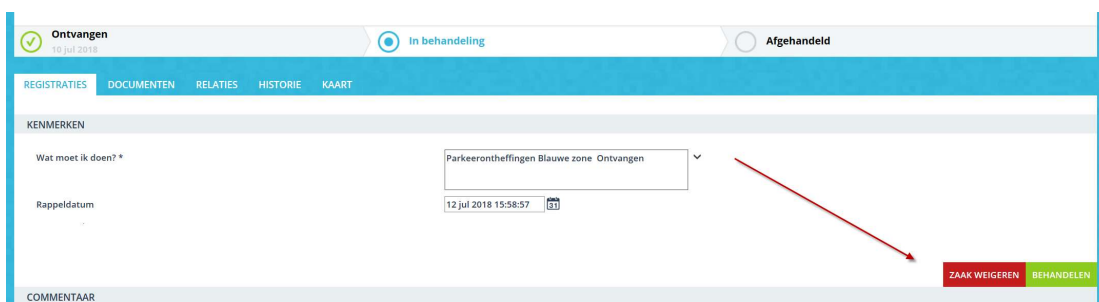 Ontvangen
10 jul 2018
In behandeling
Afgehandeld
REGISTRATIES DOCUMENTEN RELATIES HISTORIE KAART
KENMERKEN
Wat moet ik doen? * Parkeerontheffingen Blauwe zone Ontvangen
Rappeldatum 12 jul 2018 15:58:57 31
ZAAK WEIGEREN BEHANDELEN
COMMENTAAR